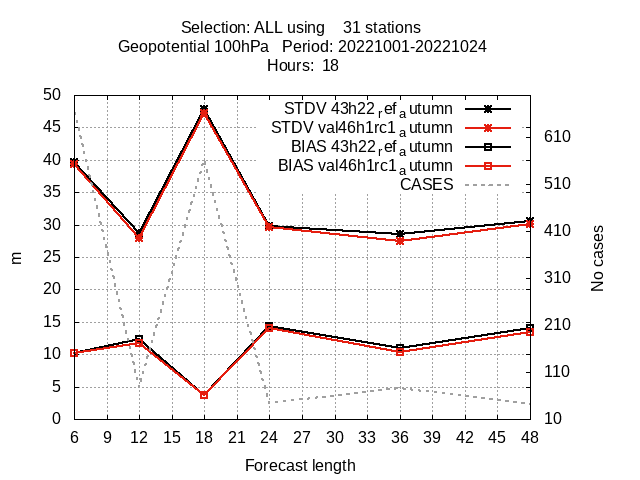 Selection: ALL using    31 stations
Geopotential 100hPa   Period: 20221001-20221024
Hours:  18
STDV 43h22ref_autumn
STDV val46h1rc1_autumn
BIAS 43h22ref_autumn
BIAS val46h1rc1_autumn
CASES
50
45
40
35
30
25
20
15
10
5
0
m
610
510
410
310
210
110
10
No cases
6 9 12 15 18 21 24 27 30 33 36 39 42 45 48
Forecast length